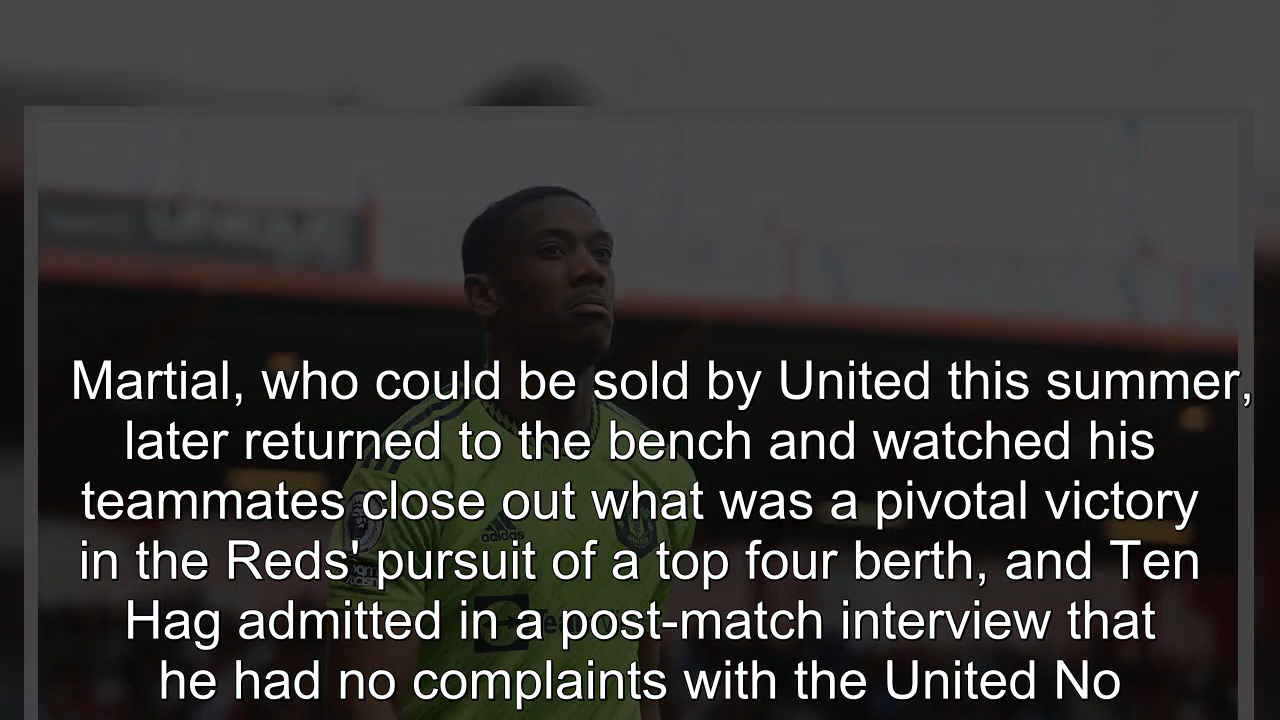 Martial, who could be sold by United this summer,
later returned to the bench and watched his
teammates close out what was a pivotal victory
in the Reds' pursuit of a top four berth, and Ten
Hag admitted in a post-match interview that
he had no complaints with the United No
adidas